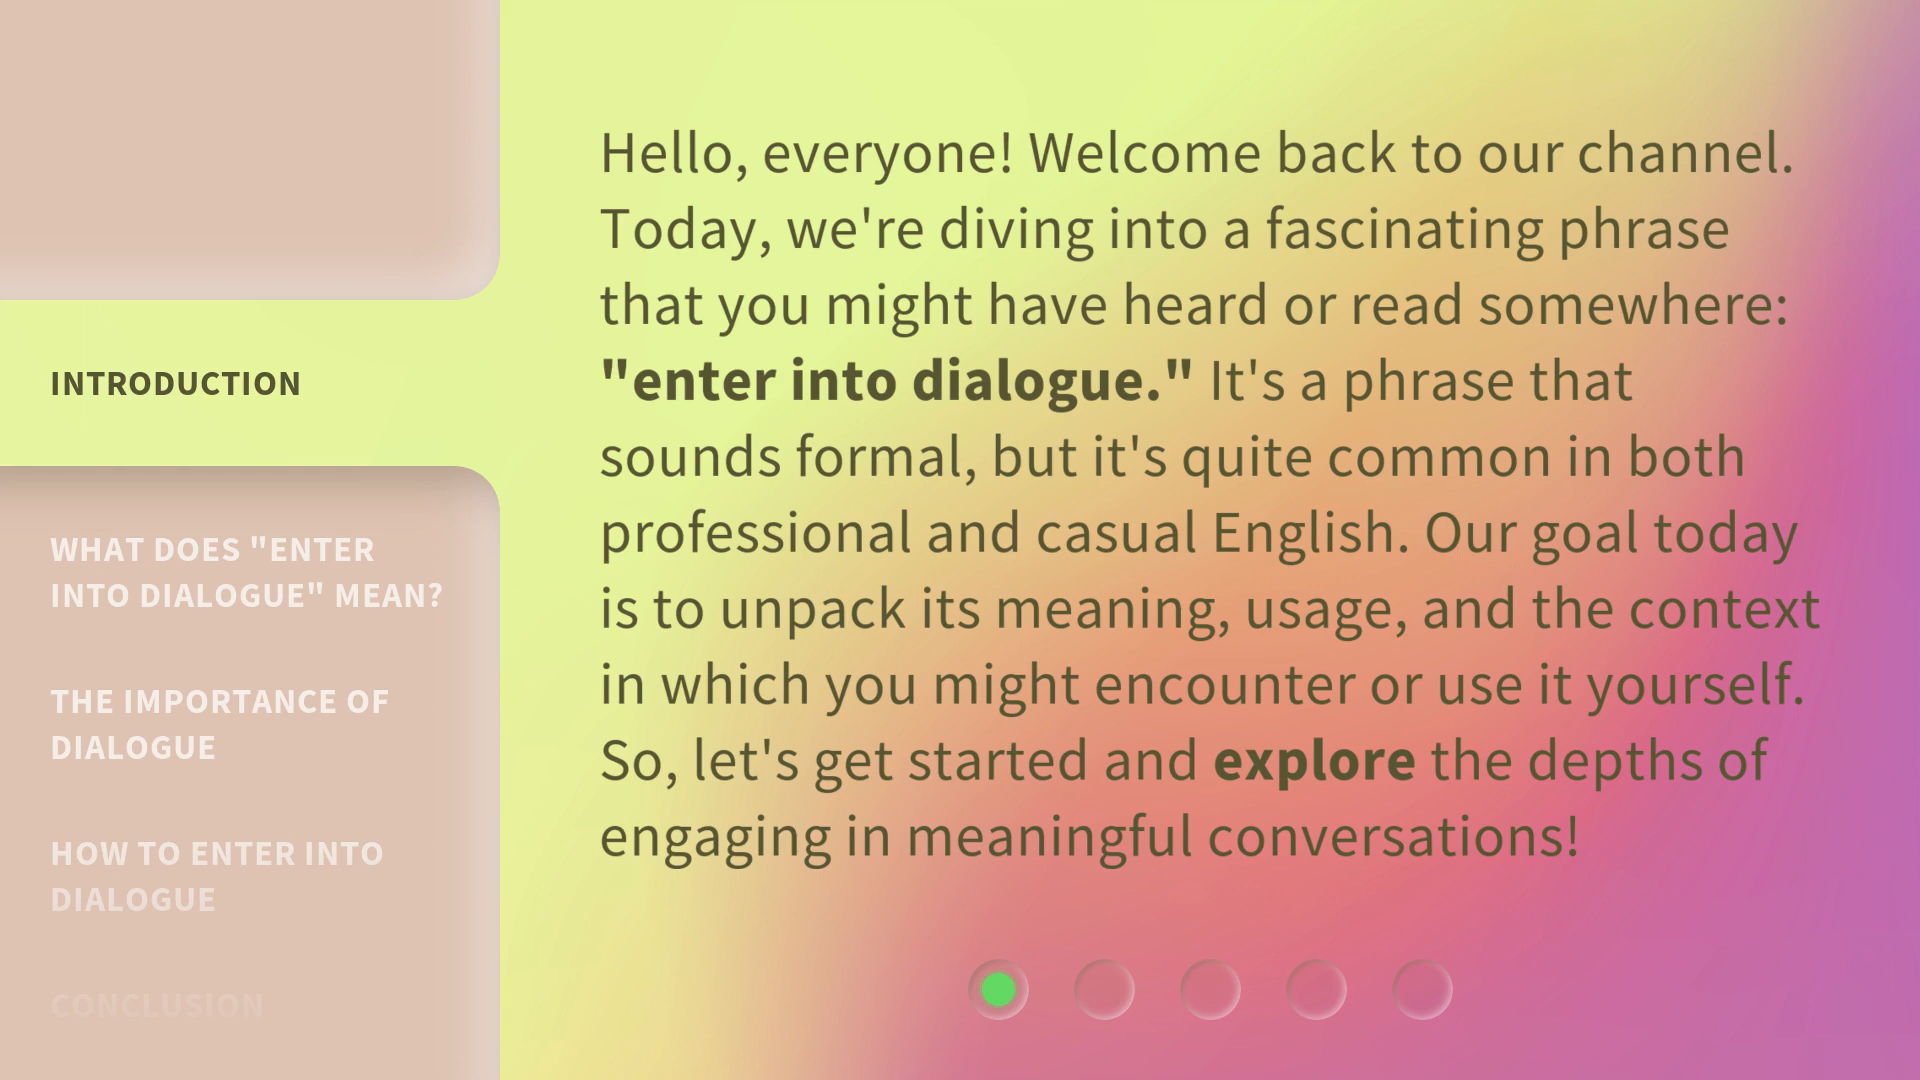 INTRODUCTION
WHAT DOES "ENTER
INTO DIALOGUE" MEAN?
THE IMPORTANCE OF
DIALOGUE
HOW TO ENTER INTO
DIALOGUE
CONCLUSION
Hello, everyone! Welcome back to our channel.
Today, we're diving into a fascinating phrase
that you might have heard or read somewhere:
"enter into dialogue." It's a phrase that
sounds formal, but it's quite common in both
professional and casual English. Our goal today
is to unpack its meaning, usage, and the context
in which you might encounter or use it yourself.
So, let's get started and explore the depths of
engaging in meaningful conversations!